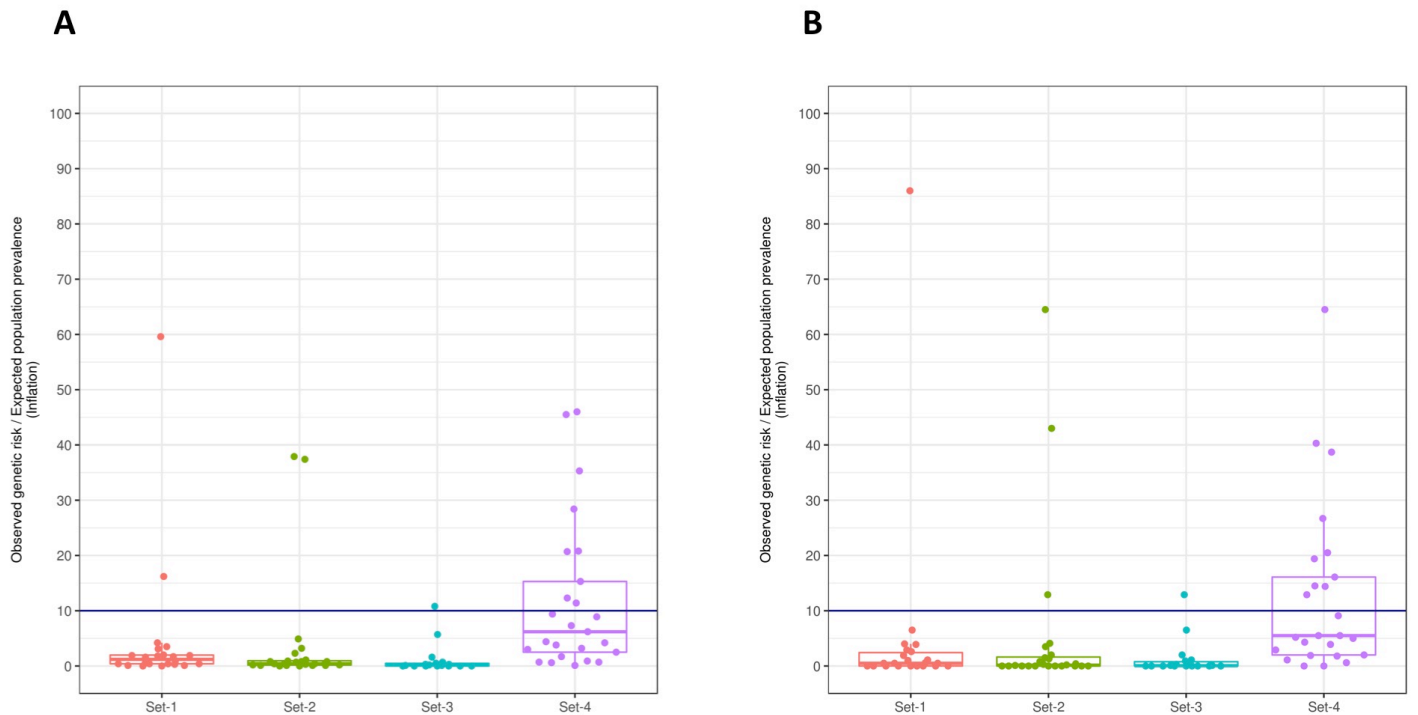 A
Observed genetic risk / Expected population prevalence
(Inflation)
100
90
80
70
60
50
40
30
20
10
0
Set-1 Set-2 Set-3 Set-4
B
Observed genetic risk / Expected population prevalence
(Inflation)
100
90
80
70
60
50
40
30
20
10
0
Set-1 Set-2 Set-3 Set-4